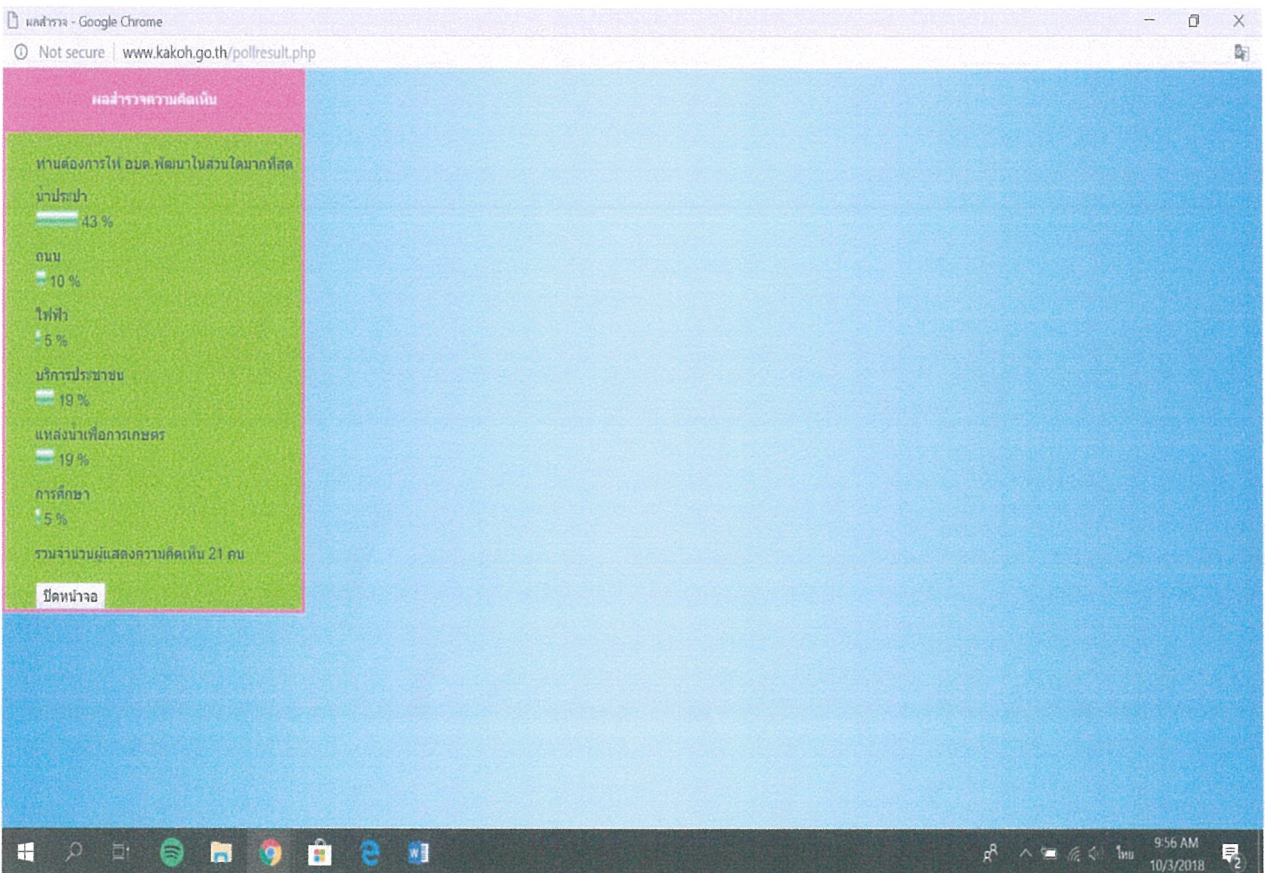 ผลสำรวจ - Google Chrome
Not secure | www.kakoh.go.th/pollresult.php
ผลสำรวจความคิดเห็น
ท่านต้องการให้ อบต.พัฒนาในส่วนใดมากที่สุด
น้ำประปา
43 %
ถนน
10 %
ไฟฟ้า
5 %
บริการประชาชน
19 %
แหล่งน้ำเพื่อการเกษตร
19 %
การศึกษา
5 %
รวมจำนวนผู้แสดงความคิดเห็น 21 คน
ปิดหน้าจอ
ไทย
9:56 AM
10/3/2018
2